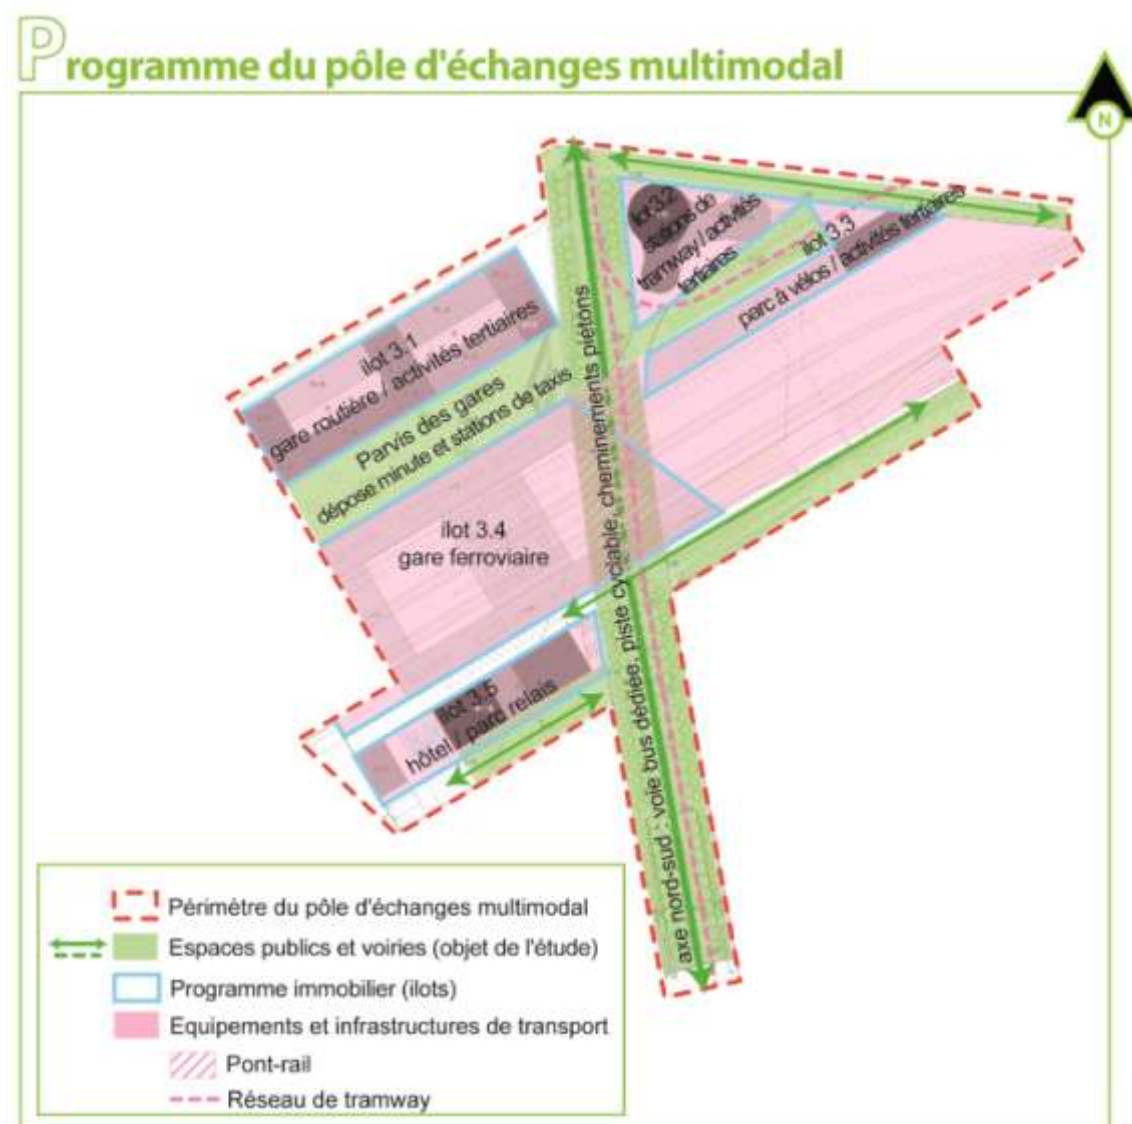 Programme du pôle d'échanges multimodal
N
ilot 3.2
stations de
tramway / activités
tertiaires
ilot 3.3
parc à vélos / activités tertiaires
ilot 3.1
gare routière / activités tertiaires
Parvis des gares
dépose minute et stations de taxis
ilot 3.4
gare ferroviaire
axe nord-sud : voie bus dédiée, piste cyclable, cheminements piétons
ilot 3.5
hôtel / parc relais
Périmètre du pôle d'échanges multimodal
Espaces publics et voiries (objet de l'étude)
Programme immobilier (ilots)
Equipements et infrastructures de transport
Pont-rail
Réseau de tramway